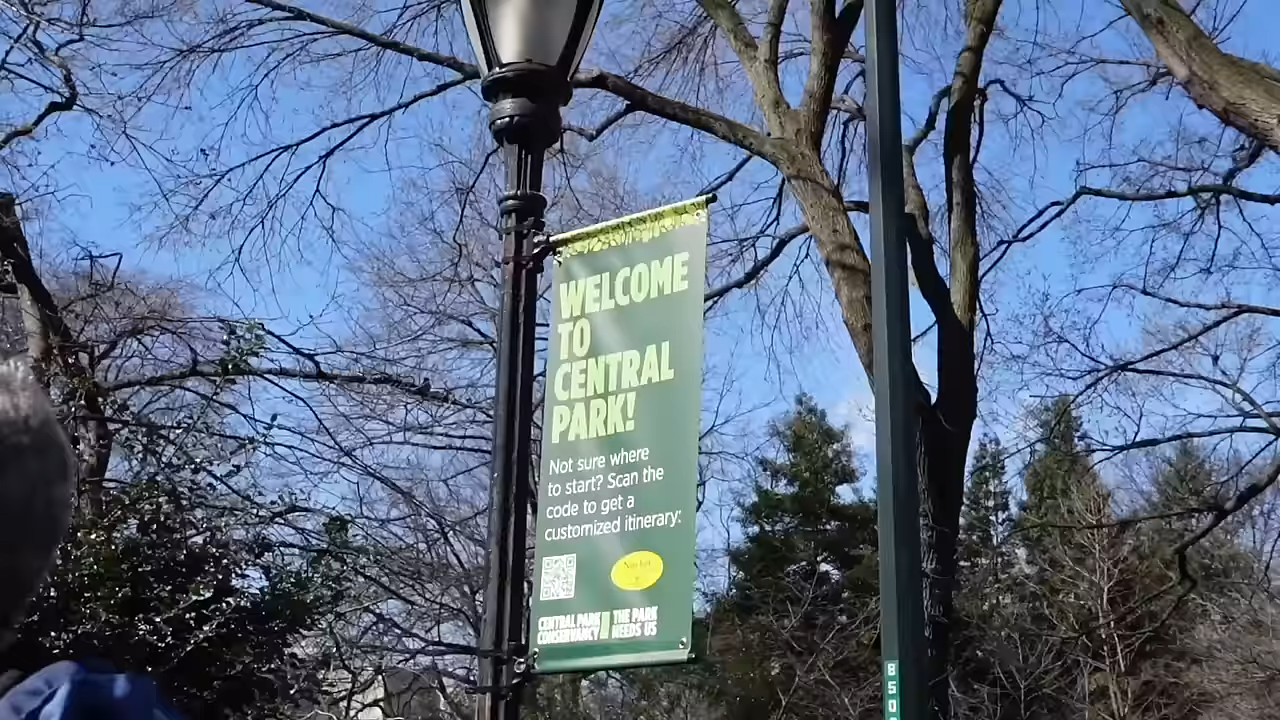 WELCOME
TO
CENTRAL
PARK!
Not sure where
to start? Scan the
code to get a
customized itinerary:
CENTRAL PARK
CONSERVANCY
THE PARK
NEEDS US
850